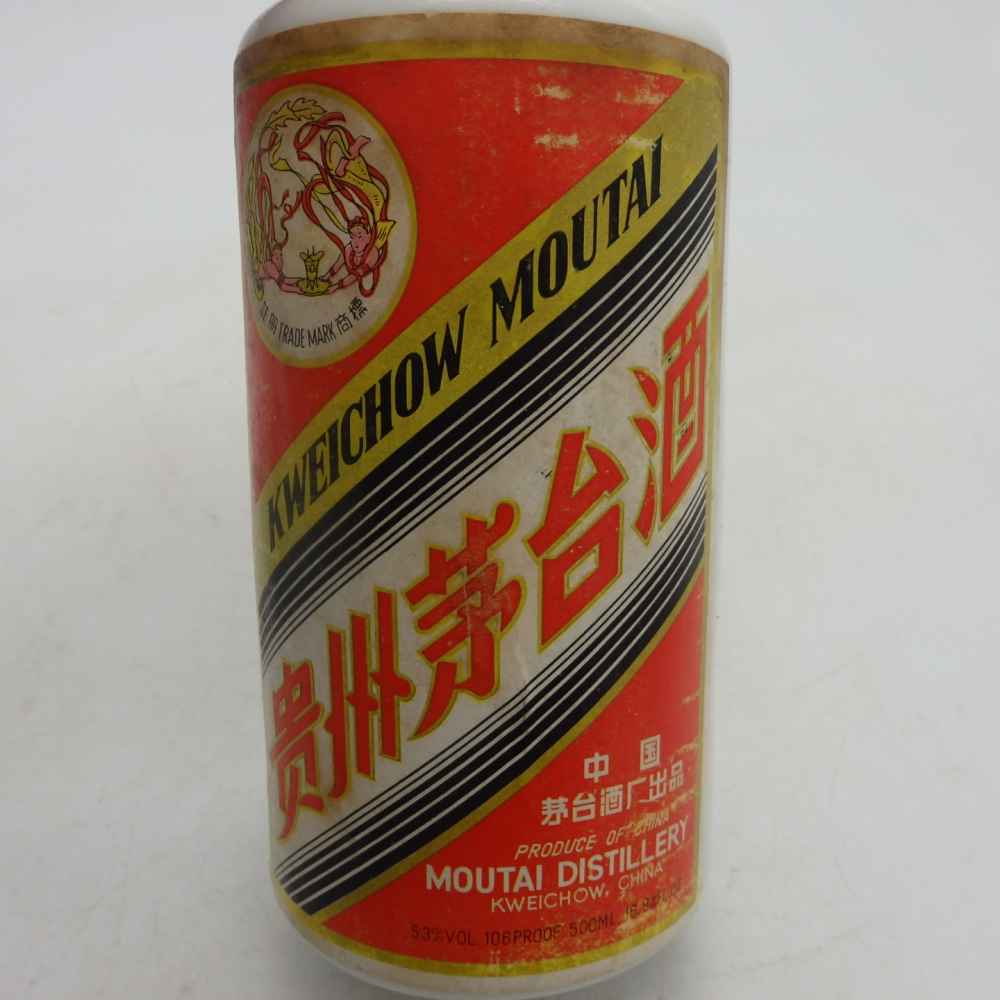 TRADE MARK 商標
KWEICHOW MOUTAI
贵州茅台酒
中国
茅台酒厂出品
PRODUCE OF CHINA
MOUTAI DISTILLERY
KWEICHOW, CHINA
53%VOL. 106PROOF 500ML